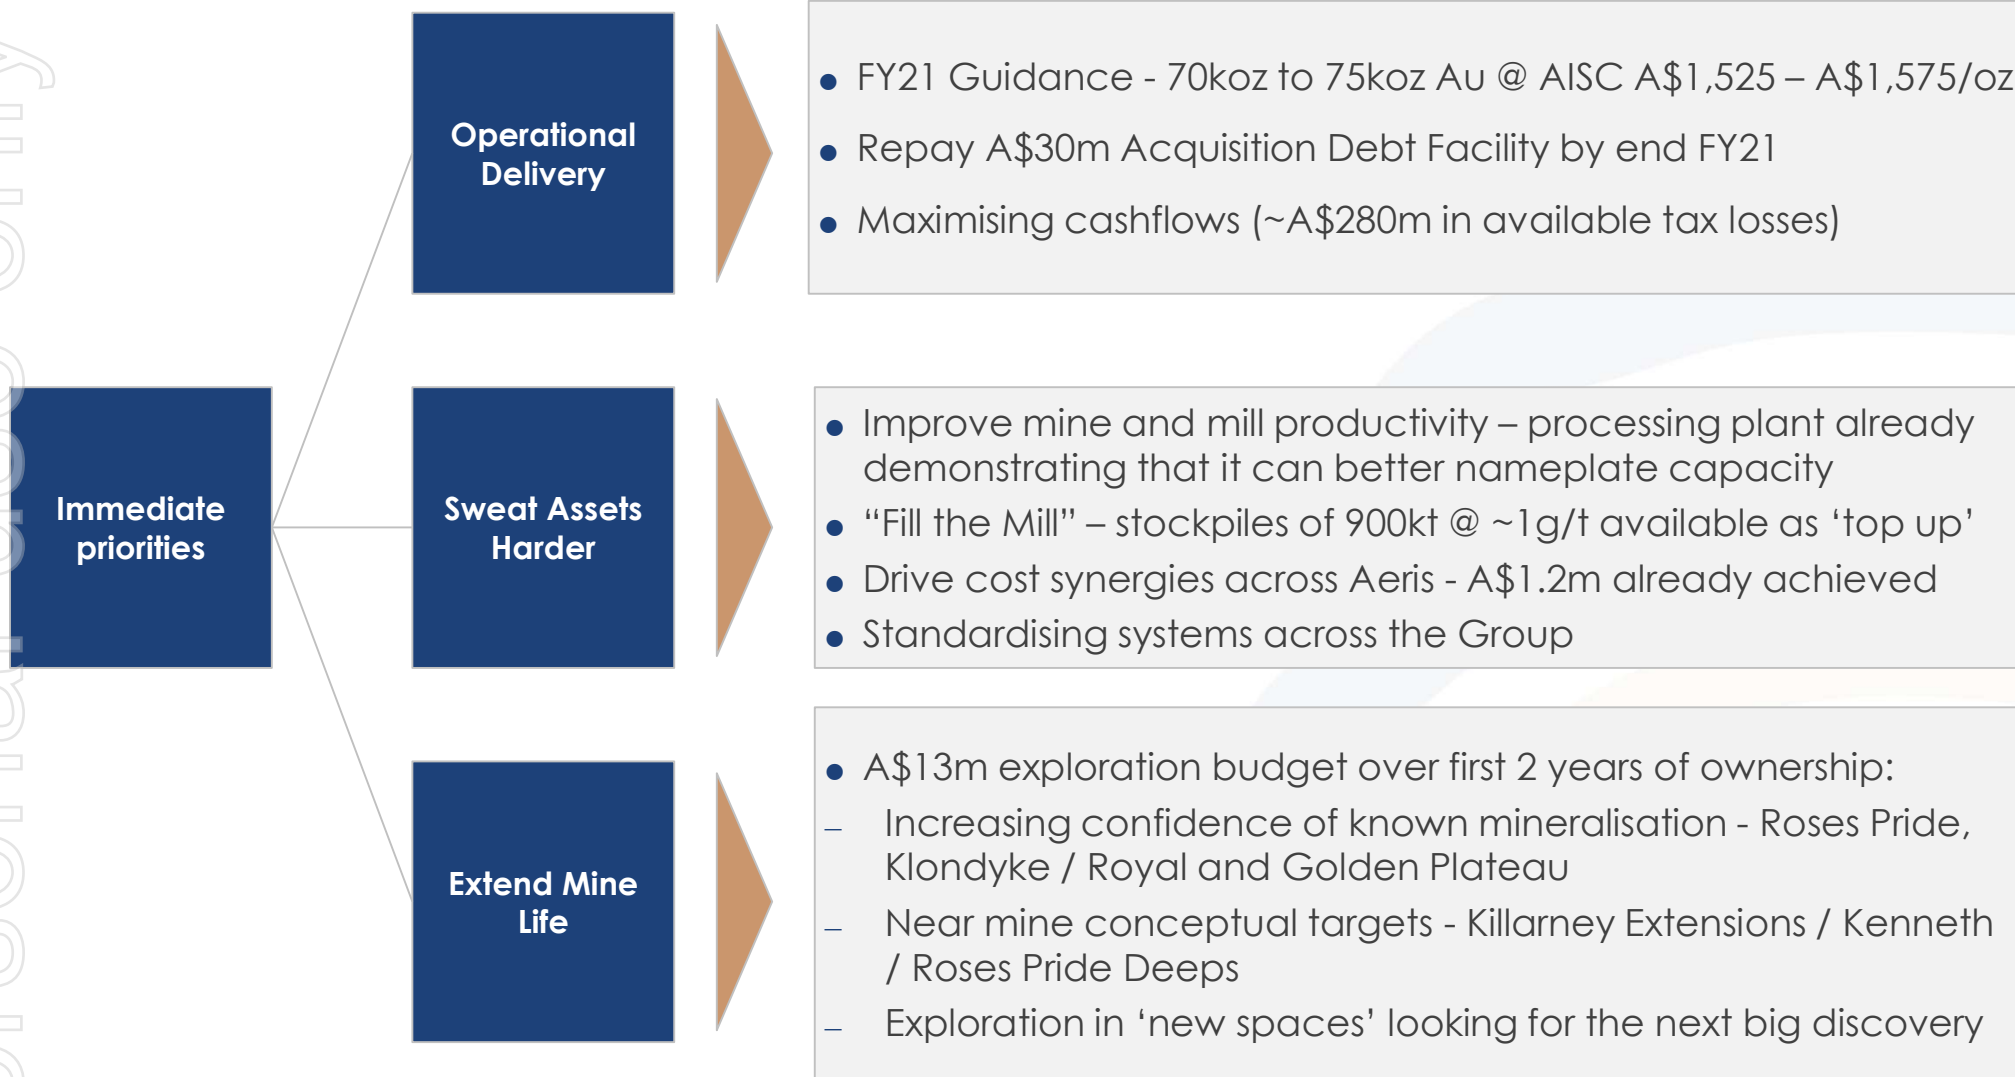 Immediate
priorities
Operational
Delivery
● FY21 Guidance - 70koz to 75koz Au @ AISC A$1,525 – A$1,575/oz
● Repay A$30m Acquisition Debt Facility by end FY21
● Maximising cashflows (~A$280m in available tax losses)
Sweat Assets
Harder
● Improve mine and mill productivity – processing plant already
demonstrating that it can better nameplate capacity
● “Fill the Mill” – stockpiles of 900kt @ ~1g/t available as ‘top up’
● Drive cost synergies across Aeris - A$1.2m already achieved
● Standardising systems across the Group
Extend Mine
Life
● A$13m exploration budget over first 2 years of ownership:
– Increasing confidence of known mineralisation - Roses Pride,
Klondyke / Royal and Golden Plateau
– Near mine conceptual targets - Killarney Extensions / Kenneth
/ Roses Pride Deeps
– Exploration in ‘new spaces’ looking for the next big discovery